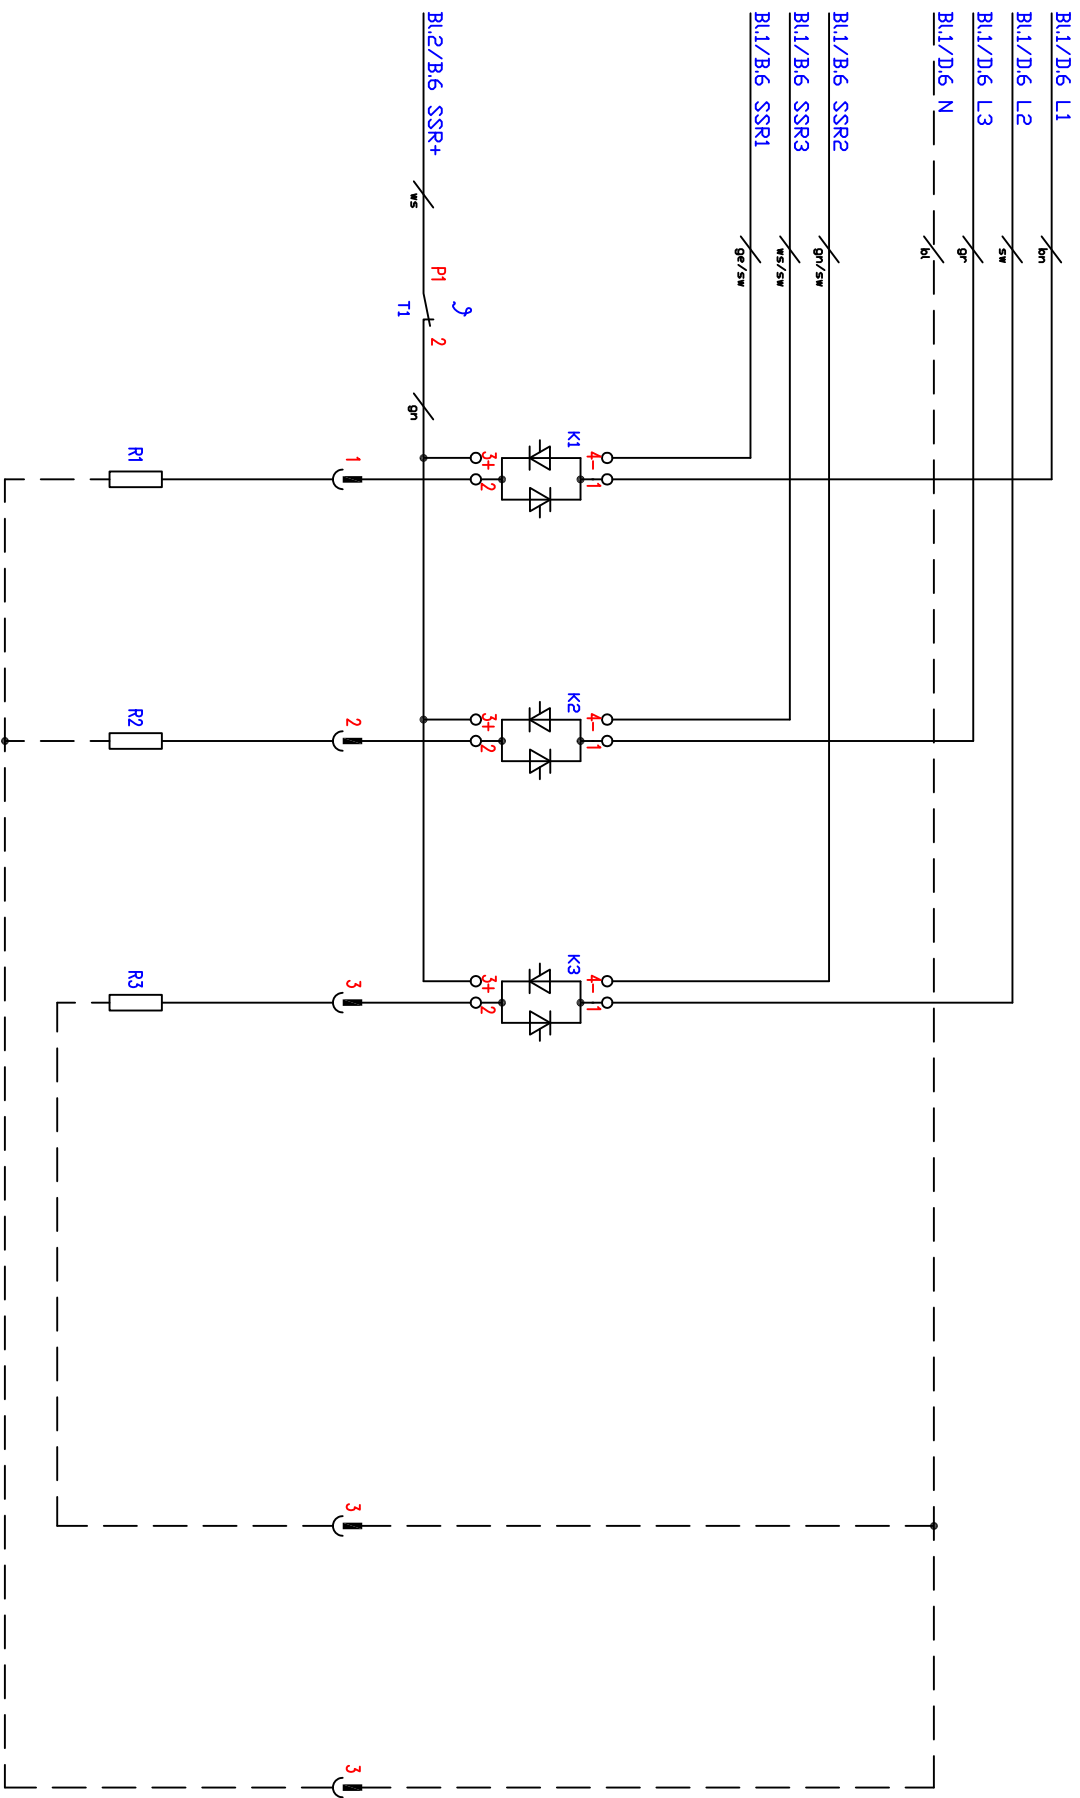 Bl.1/D.6 L1
Bl.1/D.6 L2
Bl.1/D.6 L3
Bl.1/D.6 N
Bl.1/B.6 SSR2
Bl.1/B.6 SSR3
Bl.1/B.6 SSR1
Bl.2/B.6 SSR+
bn
sw
gr
bl
gn/sw
ws/sw
ge/sw
ws
P1
T1
2
gn
K1
4-
1
3+
2
1
R1
K2
4-
1
3+
2
2
R2
K3
4-
1
3+
2
3
R3
3
3